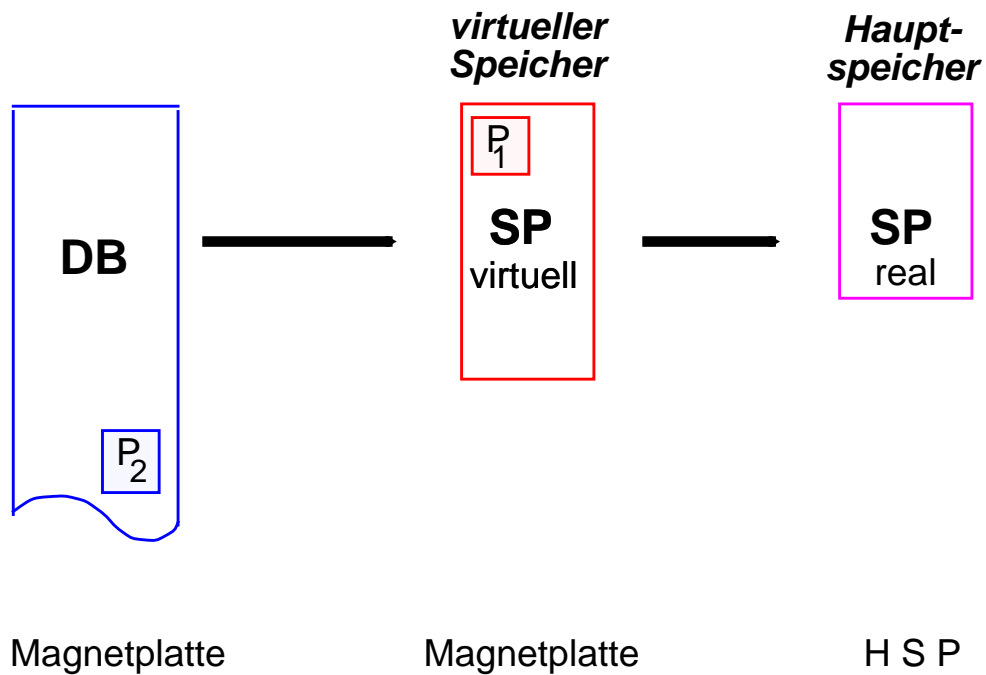 virtueller
Speicher
Haupt-
speicher
P1
DB
SP
virtuell
SP
real
P2
Magnetplatte
Magnetplatte
H S P